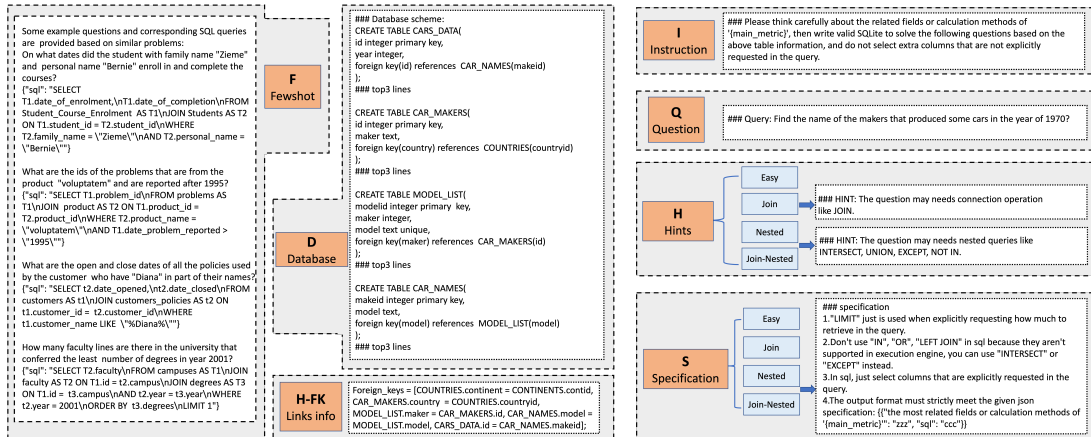 Some example questions and corresponding SQL queries
are provided based on similar problems:
On what dates did the student with family name "Zieme"
and personal name "Bernie" enroll in and complete the
courses?
{"sql": "SELECT
T1.date_of_enrolment,\nT1.date_of_completion\nFROM
Student_Course_Enrolment AS T1\nJOIN Students AS T2
ON T1.student_id = T2.student_id\nWHERE
T2.family_name = \"Zieme\"\nAND T2.personal_name =
\"Bernie\""}
What are the ids of the problems that are from the
product "voluptatem" and are reported after 1995?
{"sql": "SELECT T1.problem_id\nFROM problems AS
T1\nJOIN product AS T2 ON T1.product_id =
T2.product_id\nWHERE T2.product_name =
\"voluptatem\"\nAND T1.date_problem_reported >
\"1995\""}
What are the open and close dates of all the policies used
by the customer who have "Diana" in part of their names?
{"sql": "SELECT t2.date_opened,\nt2.date_closed\nFROM
customers AS t1\nJOIN customers_policies AS t2 ON
t1.customer_id = t2.customer_id\nWHERE
t1.customer_name LIKE \"%Diana%\""}
How many faculty lines are there in the university that
conferred the least number of degrees in year 2001?
{"sql": "SELECT T2.faculty\nFROM campuses AS T1\nJOIN
faculty AS T2 ON T1.id = t2.campus\nJOIN degrees AS T3
ON T1.id = t3.campus\nAND t2.year = t3.year\nWHERE
t2.year = 2001\nORDER BY t3.degrees\nLIMIT 1"}
F
Fewshot
### Database scheme:
CREATE TABLE CARS_DATA(
id integer primary key,
year integer,
foreign key(id) references CAR_NAMES(makeid)
);
### top3 lines
CREATE TABLE CAR_MAKERS(
id integer primary key,
maker text,
foreign key(country) references COUNTRIES(countryid)
);
### top3 lines
CREATE TABLE MODEL_LIST(
modelid integer primary key,
maker integer,
model text unique,
foreign key(maker) references CAR_MAKERS(id)
);
### top3 lines
CREATE TABLE CAR_NAMES(
makeid integer primary key,
model text,
foreign key(model) references MODEL_LIST(model)
);
### top3 lines
D
Database
H-FK
Links info
Foreign_keys = [COUNTRIES.continent = CONTINENTS.contid,
CAR_MAKERS.country = COUNTRIES.countryid,
MODEL_LIST.maker = CAR_MAKERS.id, CAR_NAMES.model =
MODEL_LIST.model, CARS_DATA.id = CAR_NAMES.makeid];
I
Instruction
### Please think carefully about the related fields or calculation methods of
'{main_metric}', then write valid SQLite to solve the following questions based on the
above table information, and do not select extra columns that are not explicitly
requested in the query.
Q
Question
### Query: Find the name of the makers that produced some cars in the year of 1970?
H
Hints
Easy
Join
Nested
Join-Nested
### HINT: The question may needs connection operation
like JOIN.
### HINT: The question may needs nested queries like
INTERSECT, UNION, EXCEPT, NOT IN.
S
Specification
Easy
Join
Nested
Join-Nested
### specification
1."LIMIT" just is used when explicitly requesting how much to
retrieve in the query.
2.Don't use "IN", "OR", "LEFT JOIN" in sql because they aren't
supported in execution engine, you can use "INTERSECT" or
"EXCEPT" instead.
3.In sql, just select columns that are explicitly requested in the
query.
4.The output format must strictly meet the given json
specification: {{"the most related fields or calculation methods of
'{main_metric}'": "zzz", "sql": "ccc"}}